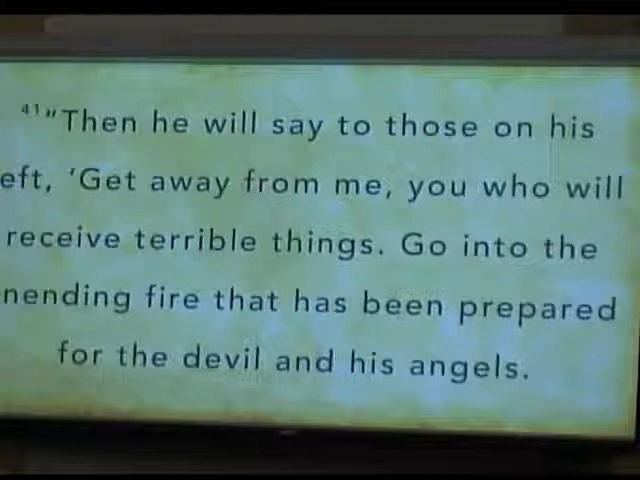 41"Then he will say to those on his
eft, 'Get away from me, you who will
receive terrible things. Go into the
nending fire that has been prepared
for the devil and his angels.